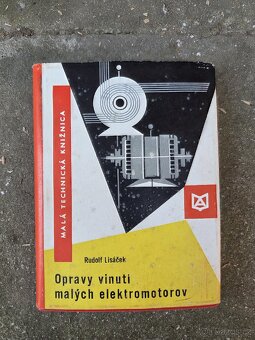 MALÁ TECHNICKÁ KNIŽNICA
Rudolf Lisáček
Opravy vinutí
malých elektromotorov